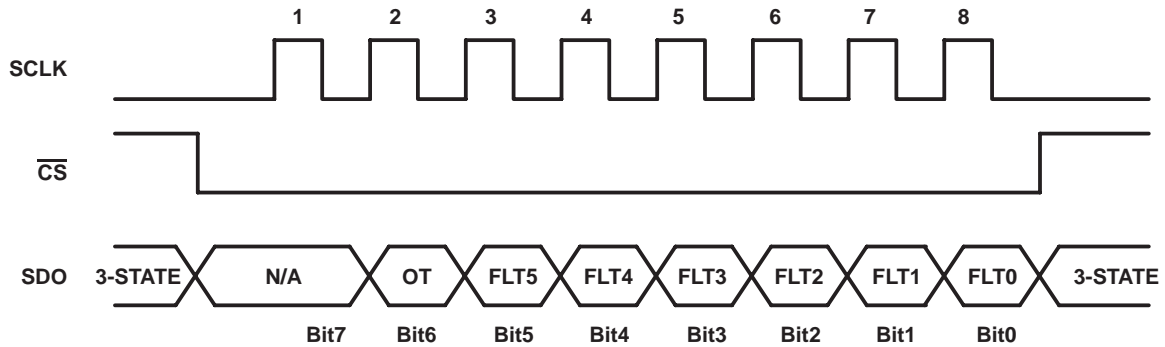 1 2 3 4 5 6 7 8
SCLK
CS
SDO 3-STATE N/A OT FLT5 FLT4 FLT3 FLT2 FLT1 FLT0 3-STATE
Bit7 Bit6 Bit5 Bit4 Bit3 Bit2 Bit1 Bit0